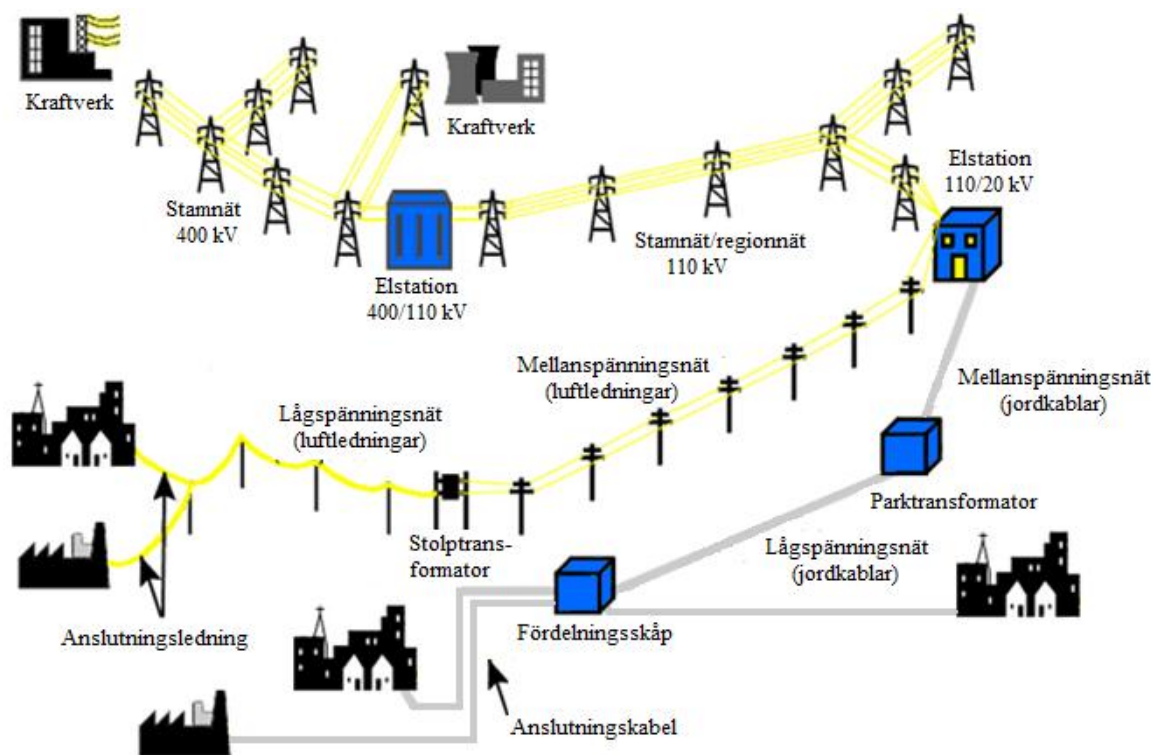 Kraftverk
Kraftverk
Stamnät
400 kV
Elstation
400/110 kV
Stamnät/regionnät
110 kV
Elstation
110/20 kV
Mellanspänningsnät
(luftledningar)
Mellanspänningsnät
(jordkablar)
Lågspänningsnät
(luftledningar)
Stolptrans-
formator
Parktransformator
Lågspänningsnät
(jordkablar)
Anslutningsledning
Fördelningsskåp
Anslutningskabel